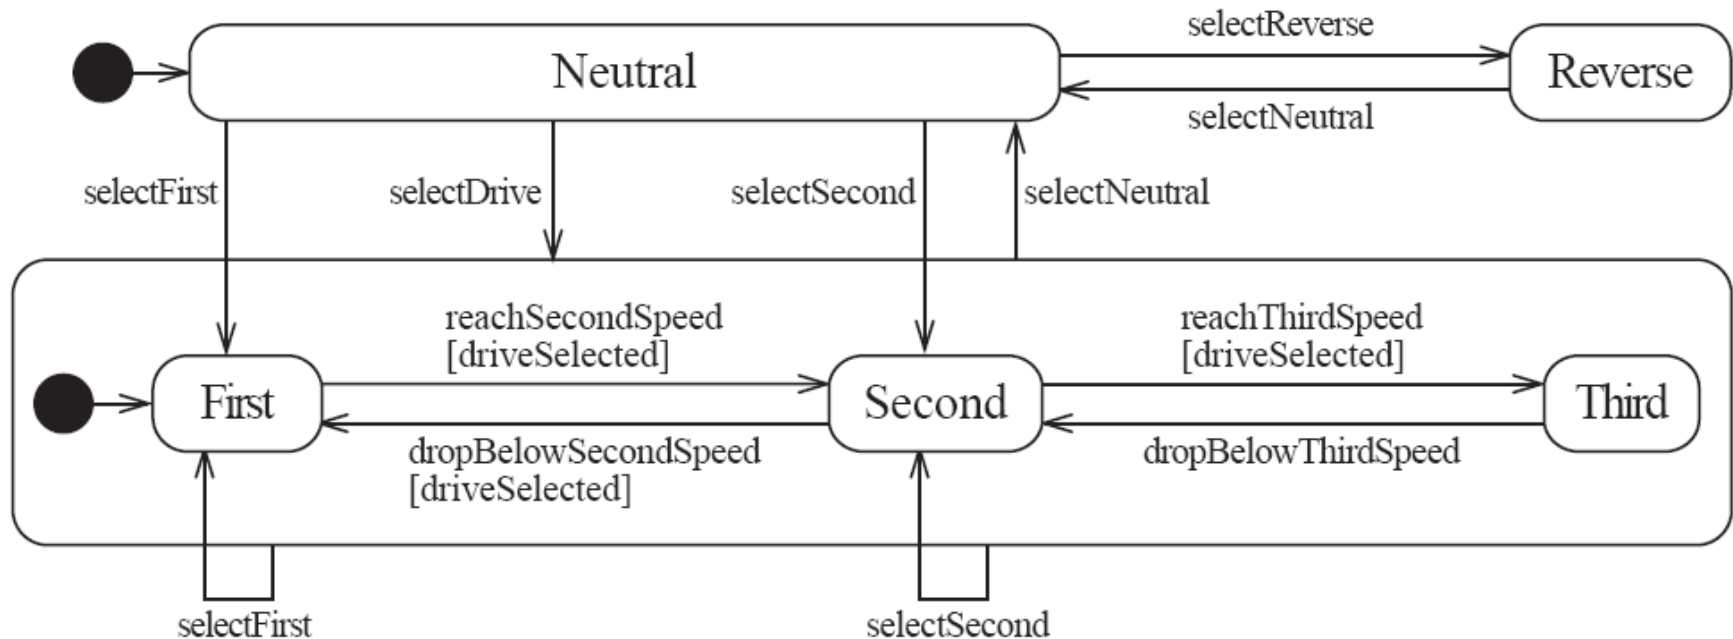 selectReverse
Neutral
Reverse
selectNeutral
selectFirst
selectDrive
selectSecond
selectNeutral
reachSecondSpeed
[driveSelected]
reachThirdSpeed
[driveSelected]
First
Second
Third
dropBelowSecondSpeed
[driveSelected]
dropBelowThirdSpeed
selectFirst
selectSecond